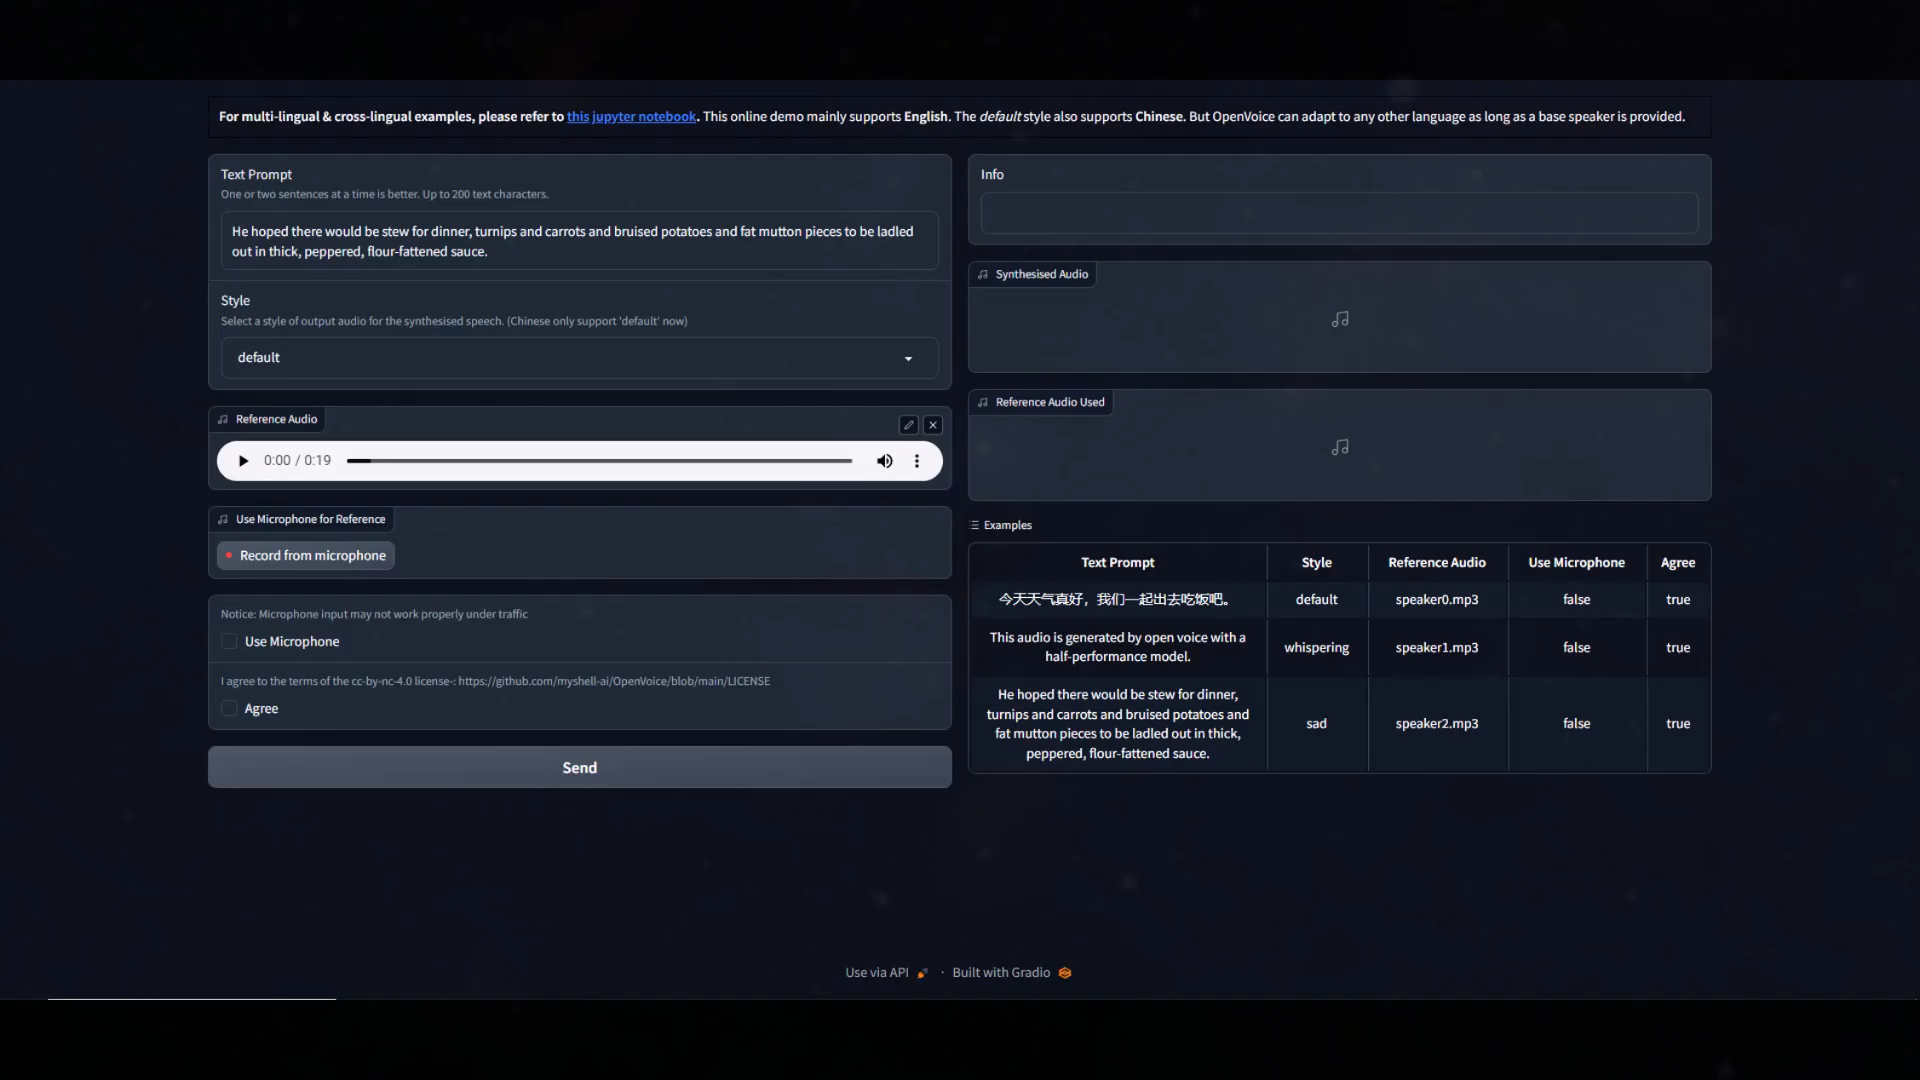 For multi-lingual & cross-lingual examples, please refer to this jupyter notebook. This online demo mainly supports English. The default style also supports Chinese. But OpenVoice can adapt to any other language as long as a base speaker is provided.
Text Prompt
One or two sentences at a time is better. Up to 200 text characters.
He hoped there would be stew for dinner, turnips and carrots and bruised potatoes and fat mutton pieces to be ladled
out in thick, peppered, flour-fattened sauce.
Style
Select a style of output audio for the synthesised speech. (Chinese only support 'default' now)
default
Reference Audio
0:00 / 0:19
Use Microphone for Reference
Record from microphone
Notice: Microphone input may not work properly under traffic
Use Microphone
I agree to the terms of the cc-by-nc-4.0 license-: https://github.com/myshell-ai/OpenVoice/blob/main/LICENSE
Agree
Send
Info
Synthesised Audio
Reference Audio Used
Examples
Text Prompt Style Reference Audio Use Microphone Agree
今天天气真好，我们一起出去吃饭吧。 default speaker0.mp3 false true
This audio is generated by open voice with a
half-performance model. whispering speaker1.mp3 false true
He hoped there would be stew for dinner,
turnips and carrots and bruised potatoes and
fat mutton pieces to be ladled out in thick,
peppered, flour-fattened sauce. sad speaker2.mp3 false true
Use via API · Built with Gradio